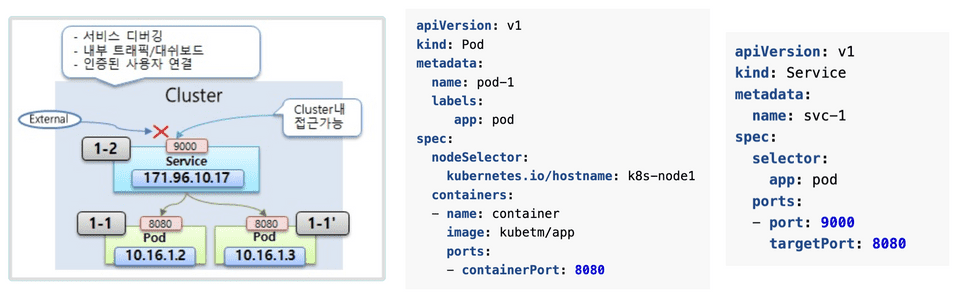 - 서비스 디버깅
- 내부 트래픽/대쉬보드
- 인증된 사용자 연결
Cluster
External
Cluster내
접근가능
1-2
9000
Service
171.96.10.17
1-1
8080
Pod
10.16.1.2
8080
Pod
10.16.1.3
1-1'
apiVersion: v1
kind: Pod
metadata:
  name: pod-1
  labels:
    app: pod
spec:
  nodeSelector:
    kubernetes.io/hostname: k8s-node1
  containers:
  - name: container
    image: kubetm/app
    ports:
    - containerPort: 8080
apiVersion: v1
kind: Service
metadata:
  name: svc-1
spec:
  selector:
    app: pod
  ports:
  - port: 9000
    targetPort: 8080